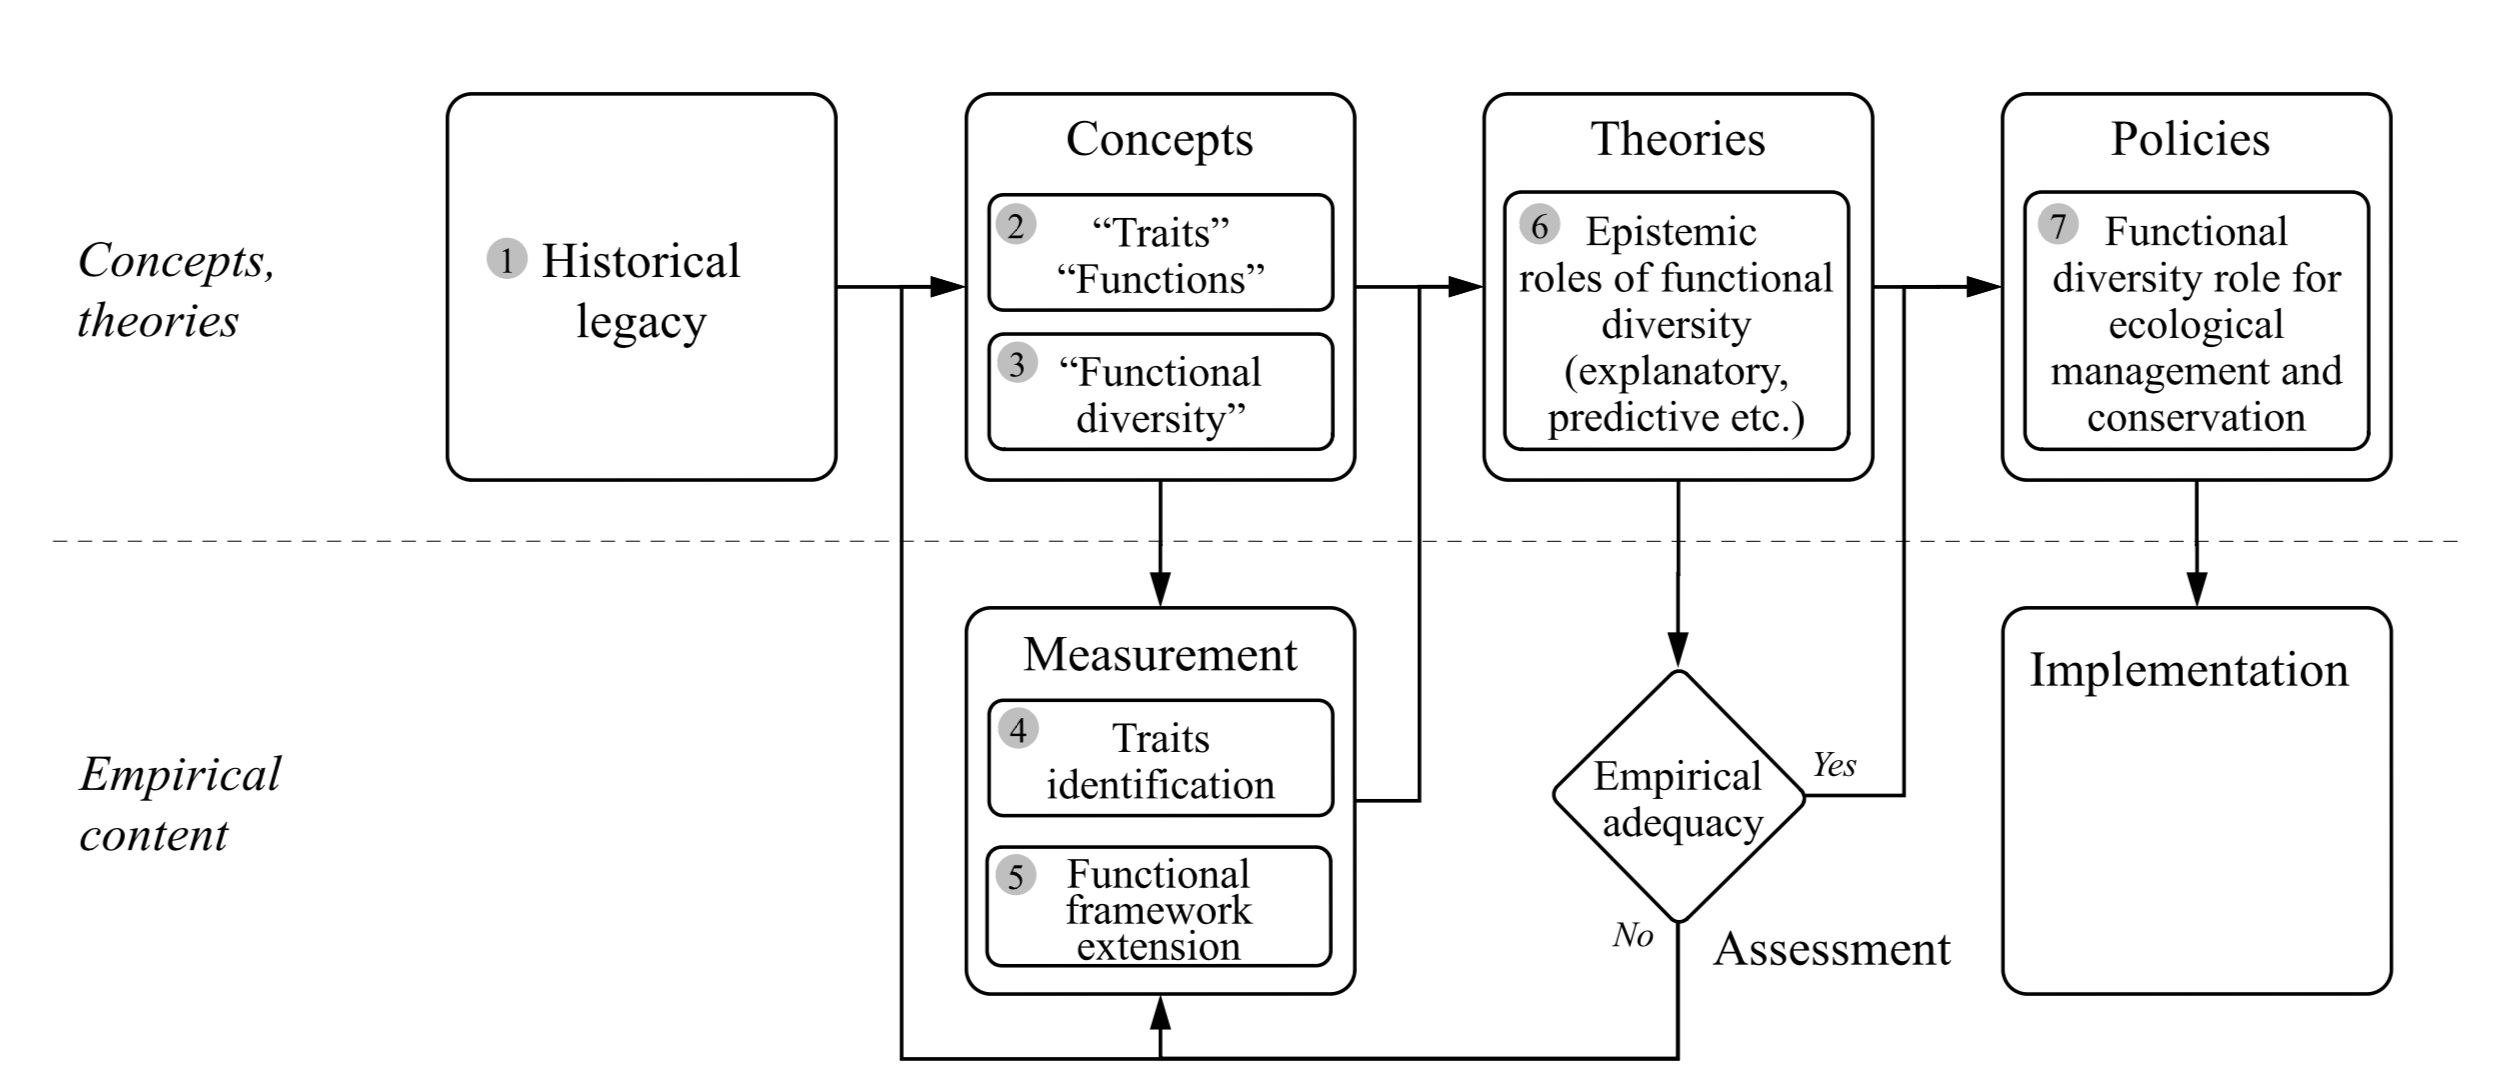 Concepts,
theories
1 Historical
legacy
Concepts
2 “Traits”
“Functions”
3 “Functional
diversity”
Theories
6 Epistemic
roles of functional
diversity
(explanatory,
predictive etc.)
Policies
7 Functional
diversity role for
ecological
management and
conservation
Empirical
content
Measurement
4 Traits
identification
5 Functional
framework
extension
Empirical
adequacy
Yes
No
Assessment
Implementation